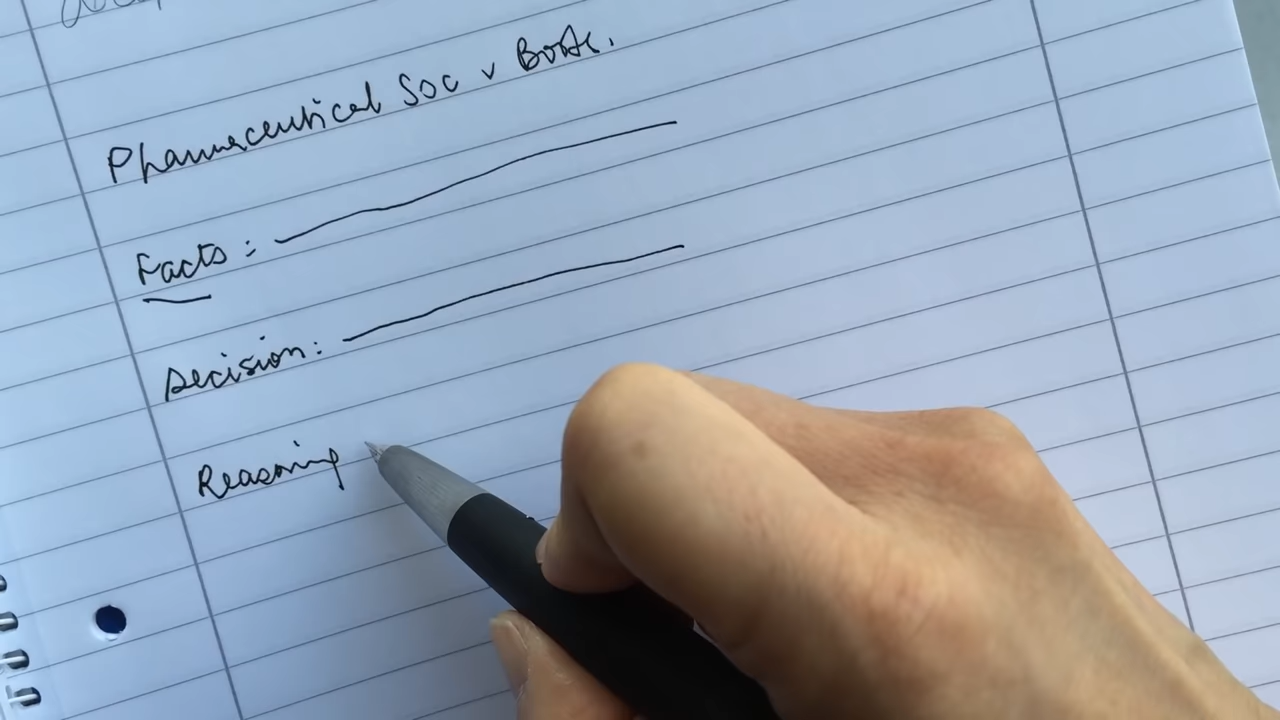 Pharmaceutical Soc v Boots.
Facts:
Decision:
Reasoning